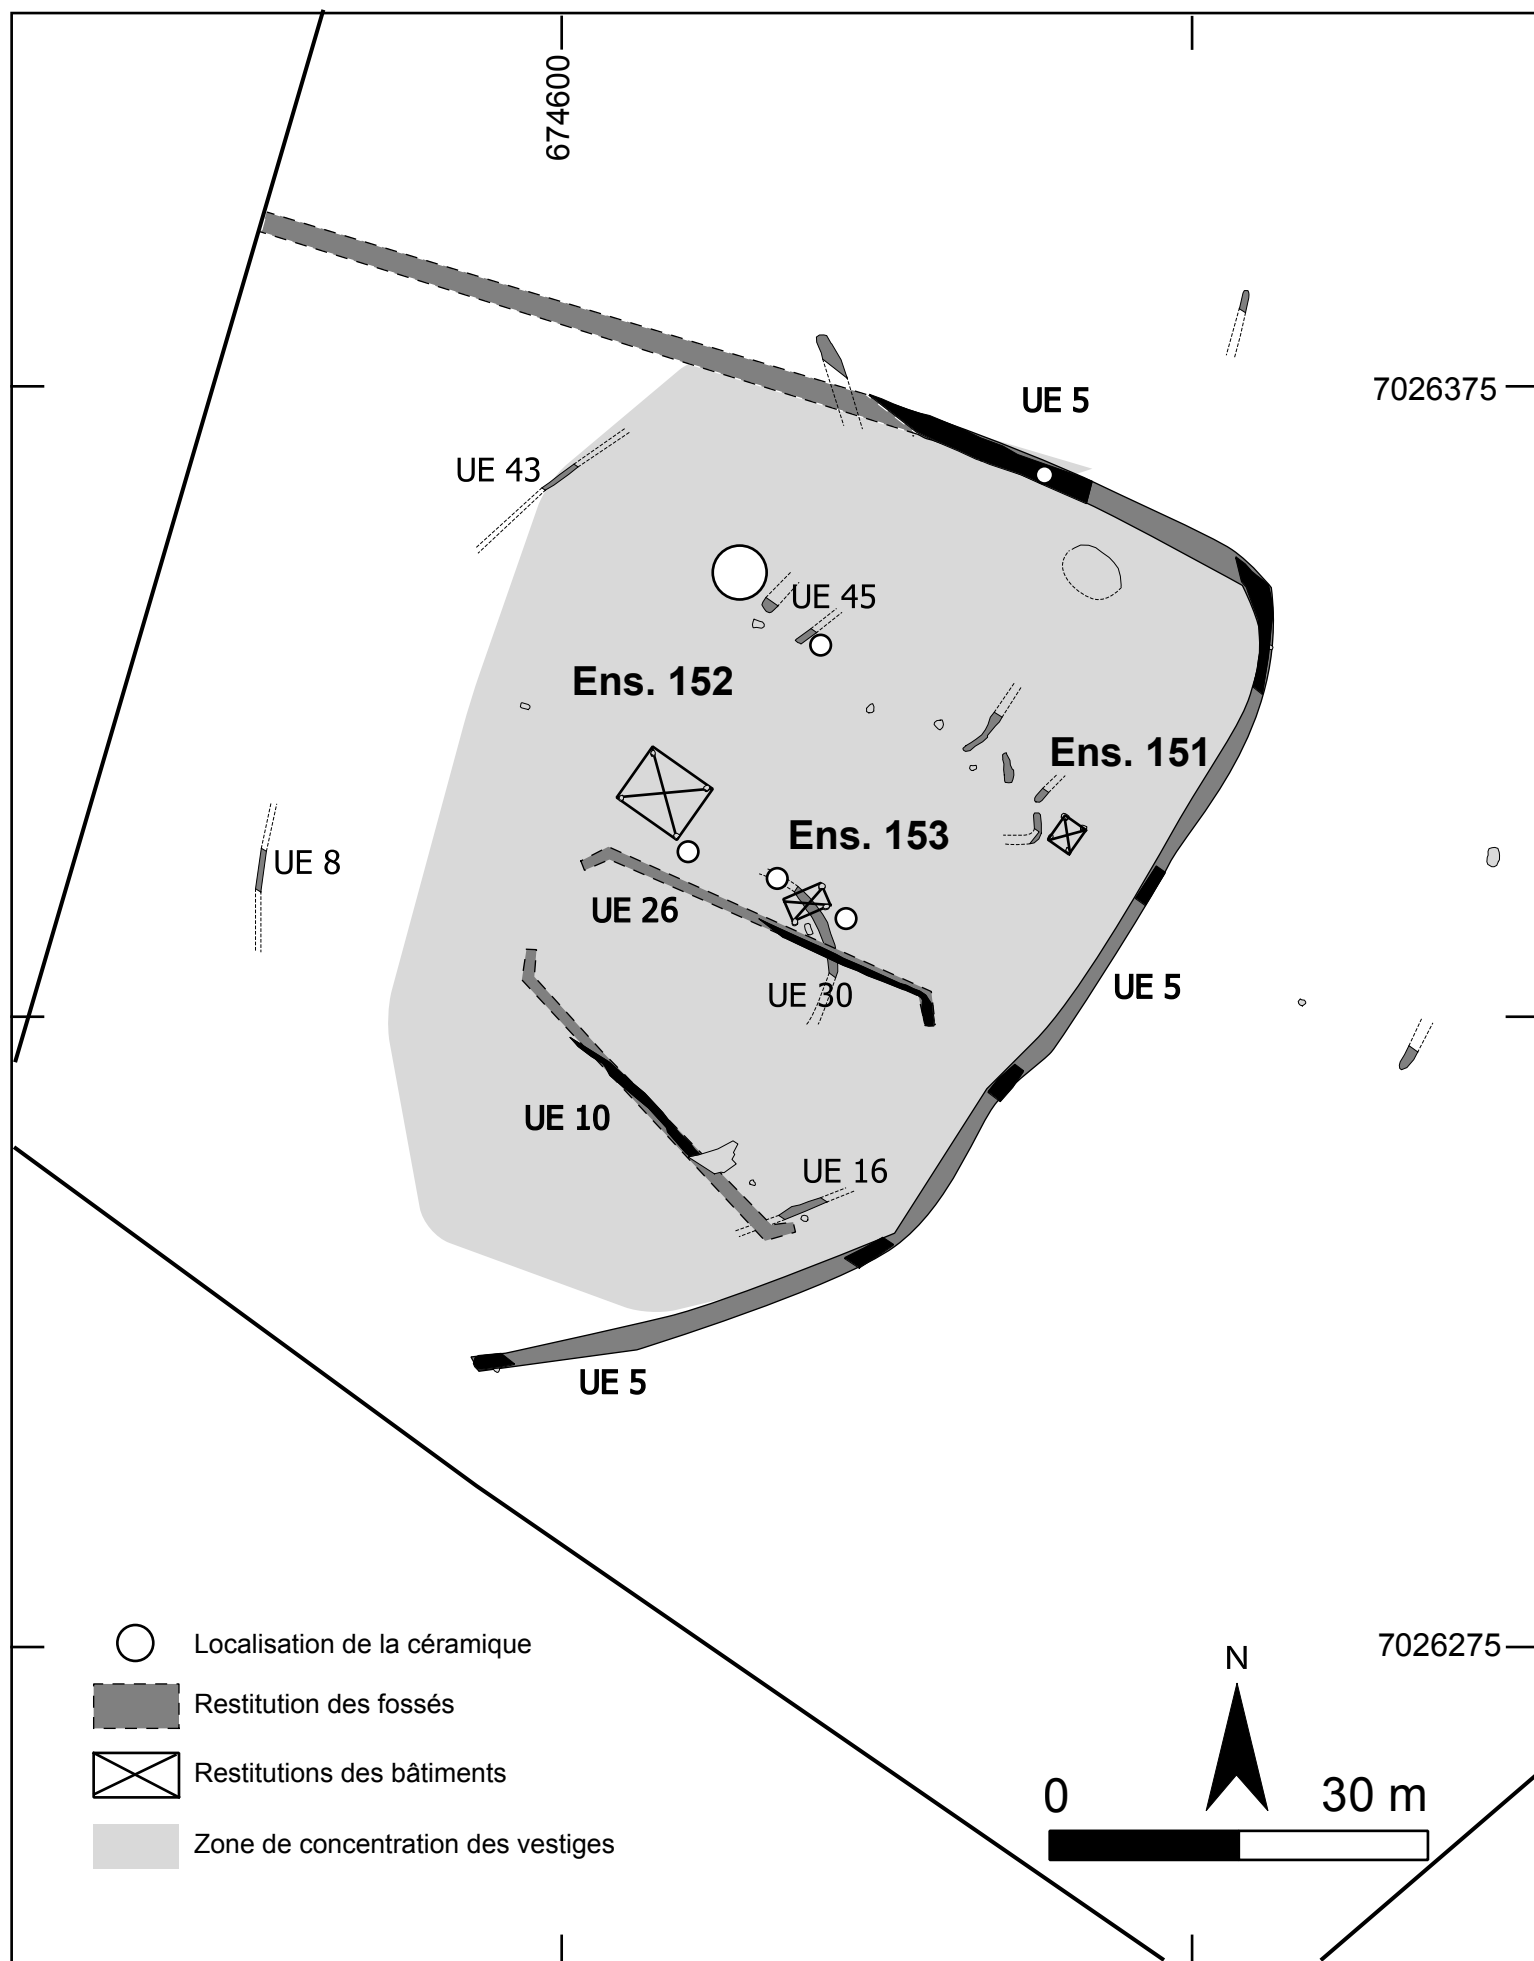 674600
7026375
UE 5
UE 43
UE 45
Ens. 152
Ens. 151
Ens. 153
UE 8
UE 26
UE 5
UE 30
UE 10
UE 16
UE 5
Localisation de la céramique
Restitution des fossés
Restitutions des bâtiments
Zone de concentration des vestiges
7026275
N
0 30 m